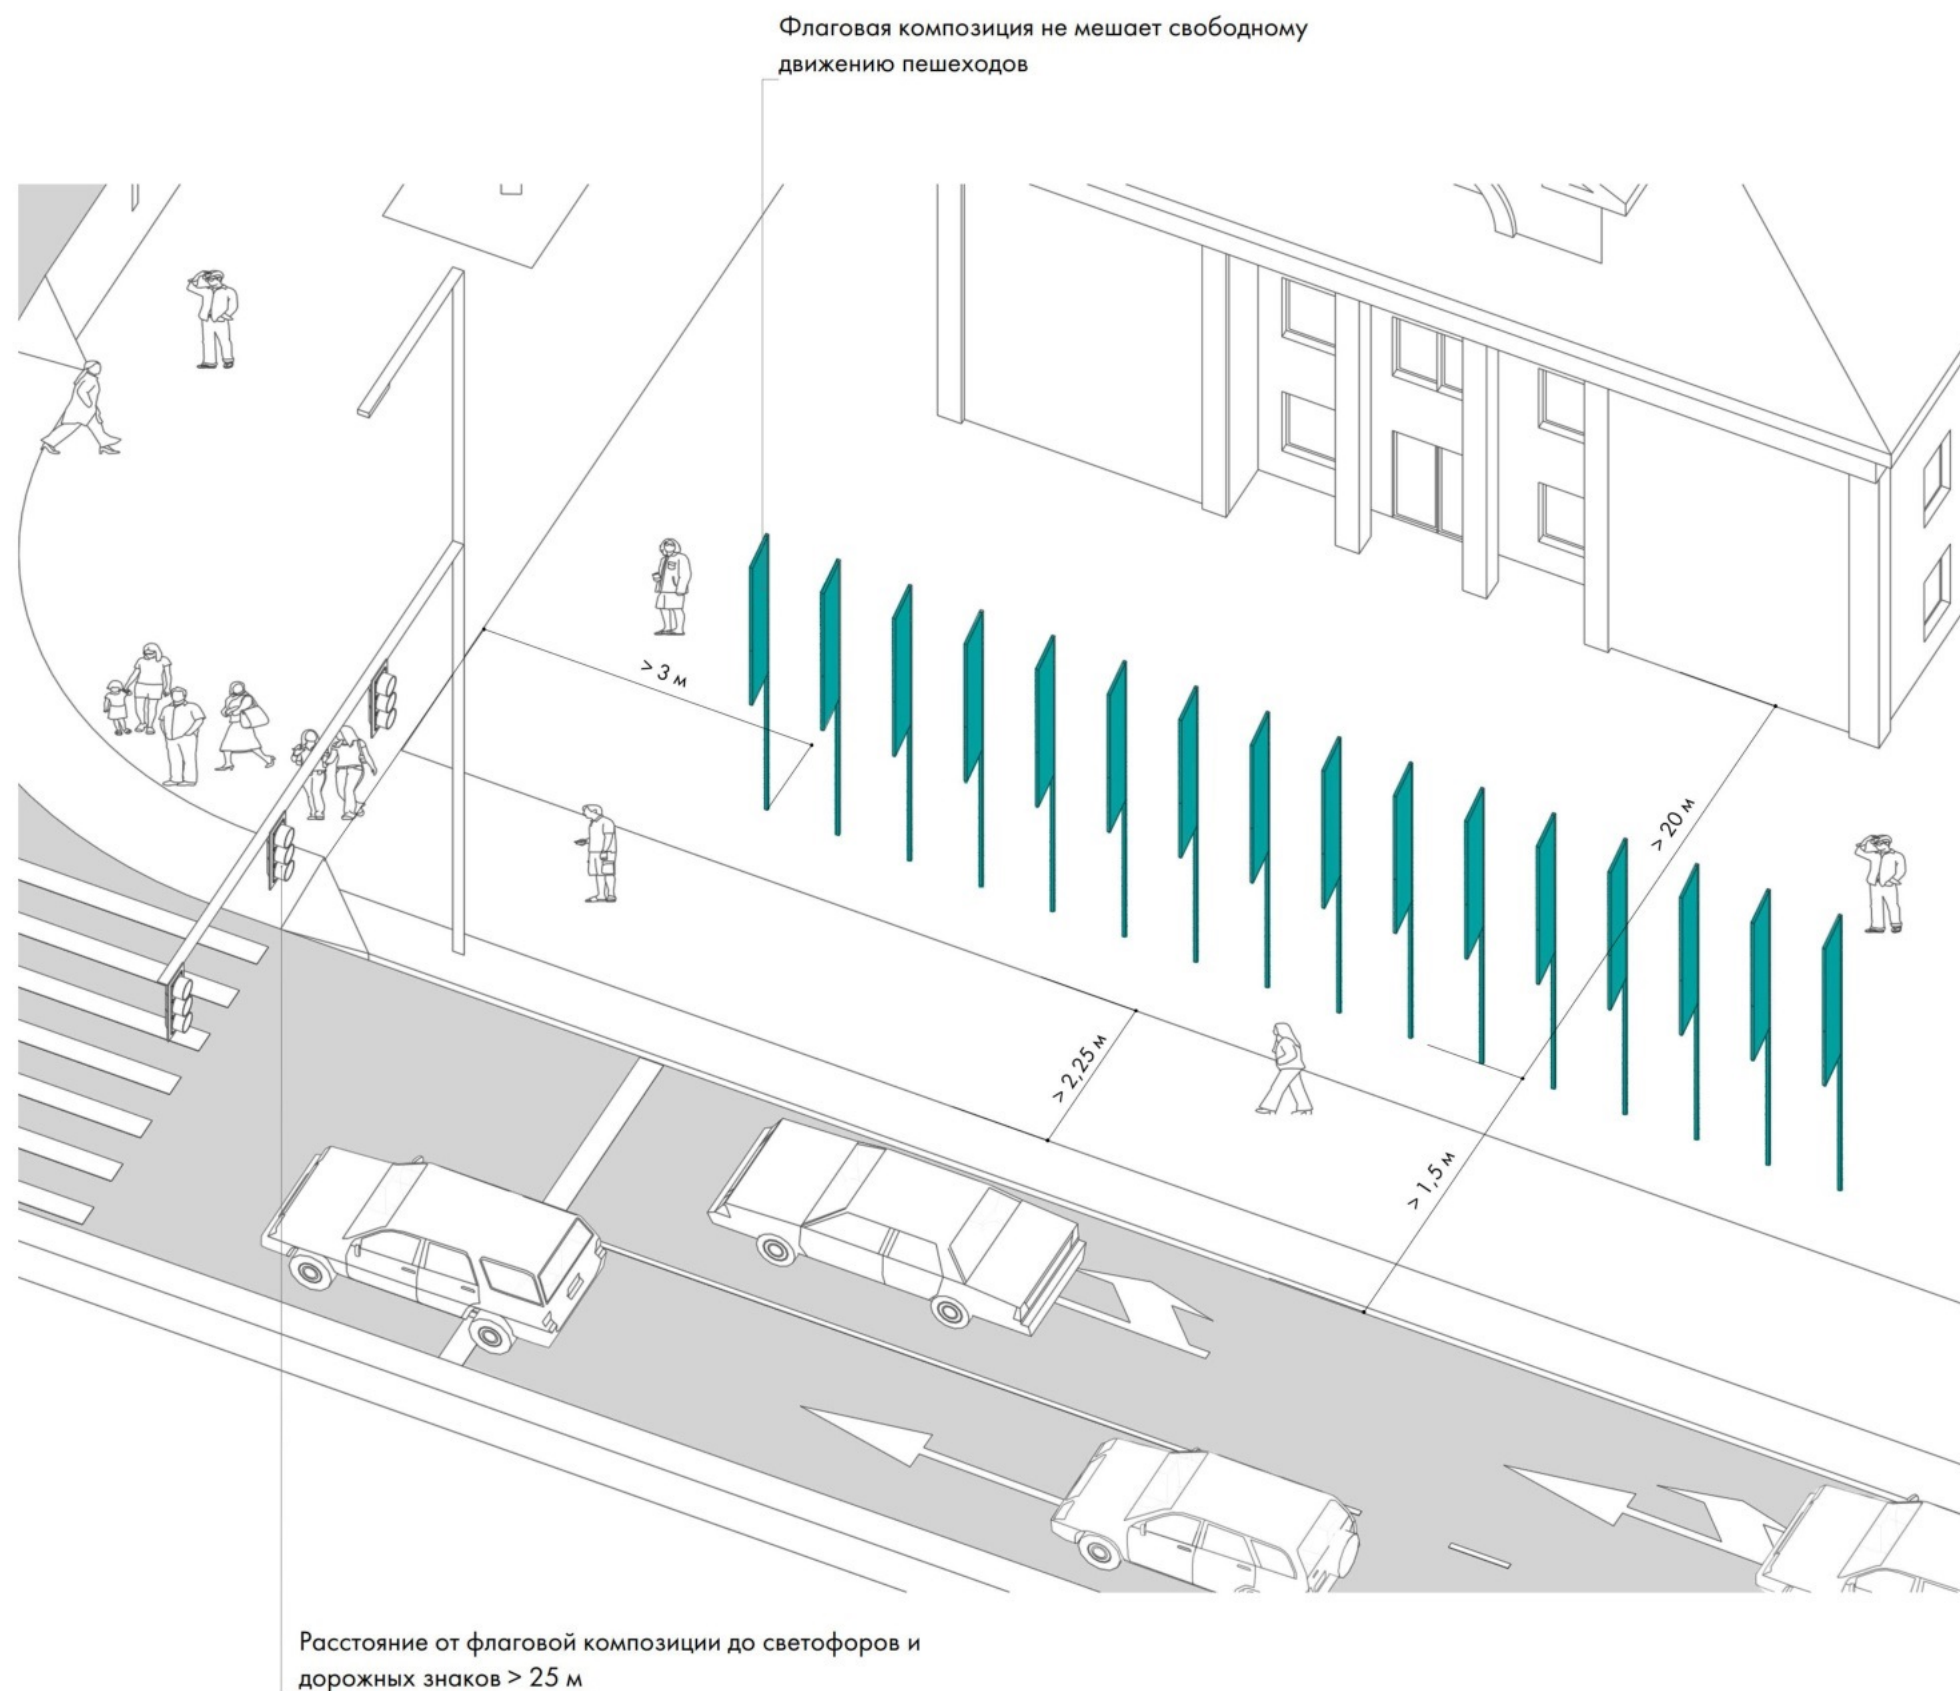 Флаговая композиция не мешает свободному
движению пешеходов
> 3 м
> 20 м
> 2,25 м
> 1,5 м
Расстояние от флаговой композиции до светофоров и
дорожных знаков > 25 м